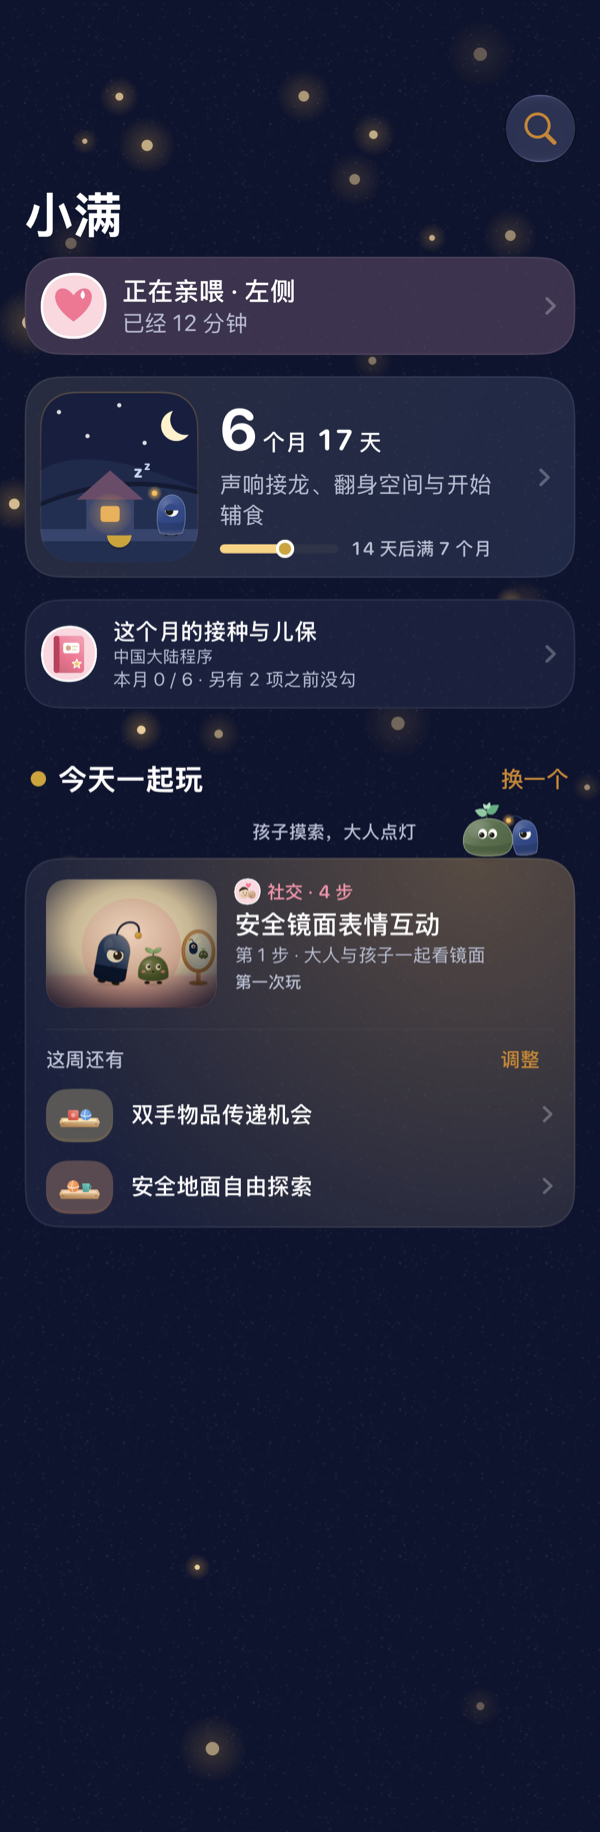 小满
正在亲喂 · 左侧
已经 12 分钟
6 个月 17 天
声响接龙、翻身空间与开始
辅食
14 天后满 7 个月
这个月的接种与儿保
中国大陆程序
本月 0 / 6 · 另有 2 项之前没勾
今天一起玩
换一个
孩子摸索，大人点灯
社交 · 4 步
安全镜面表情互动
第 1 步 · 大人与孩子一起看镜面
第一次玩
这周还有
调整
双手物品传递机会
安全地面自由探索
z z